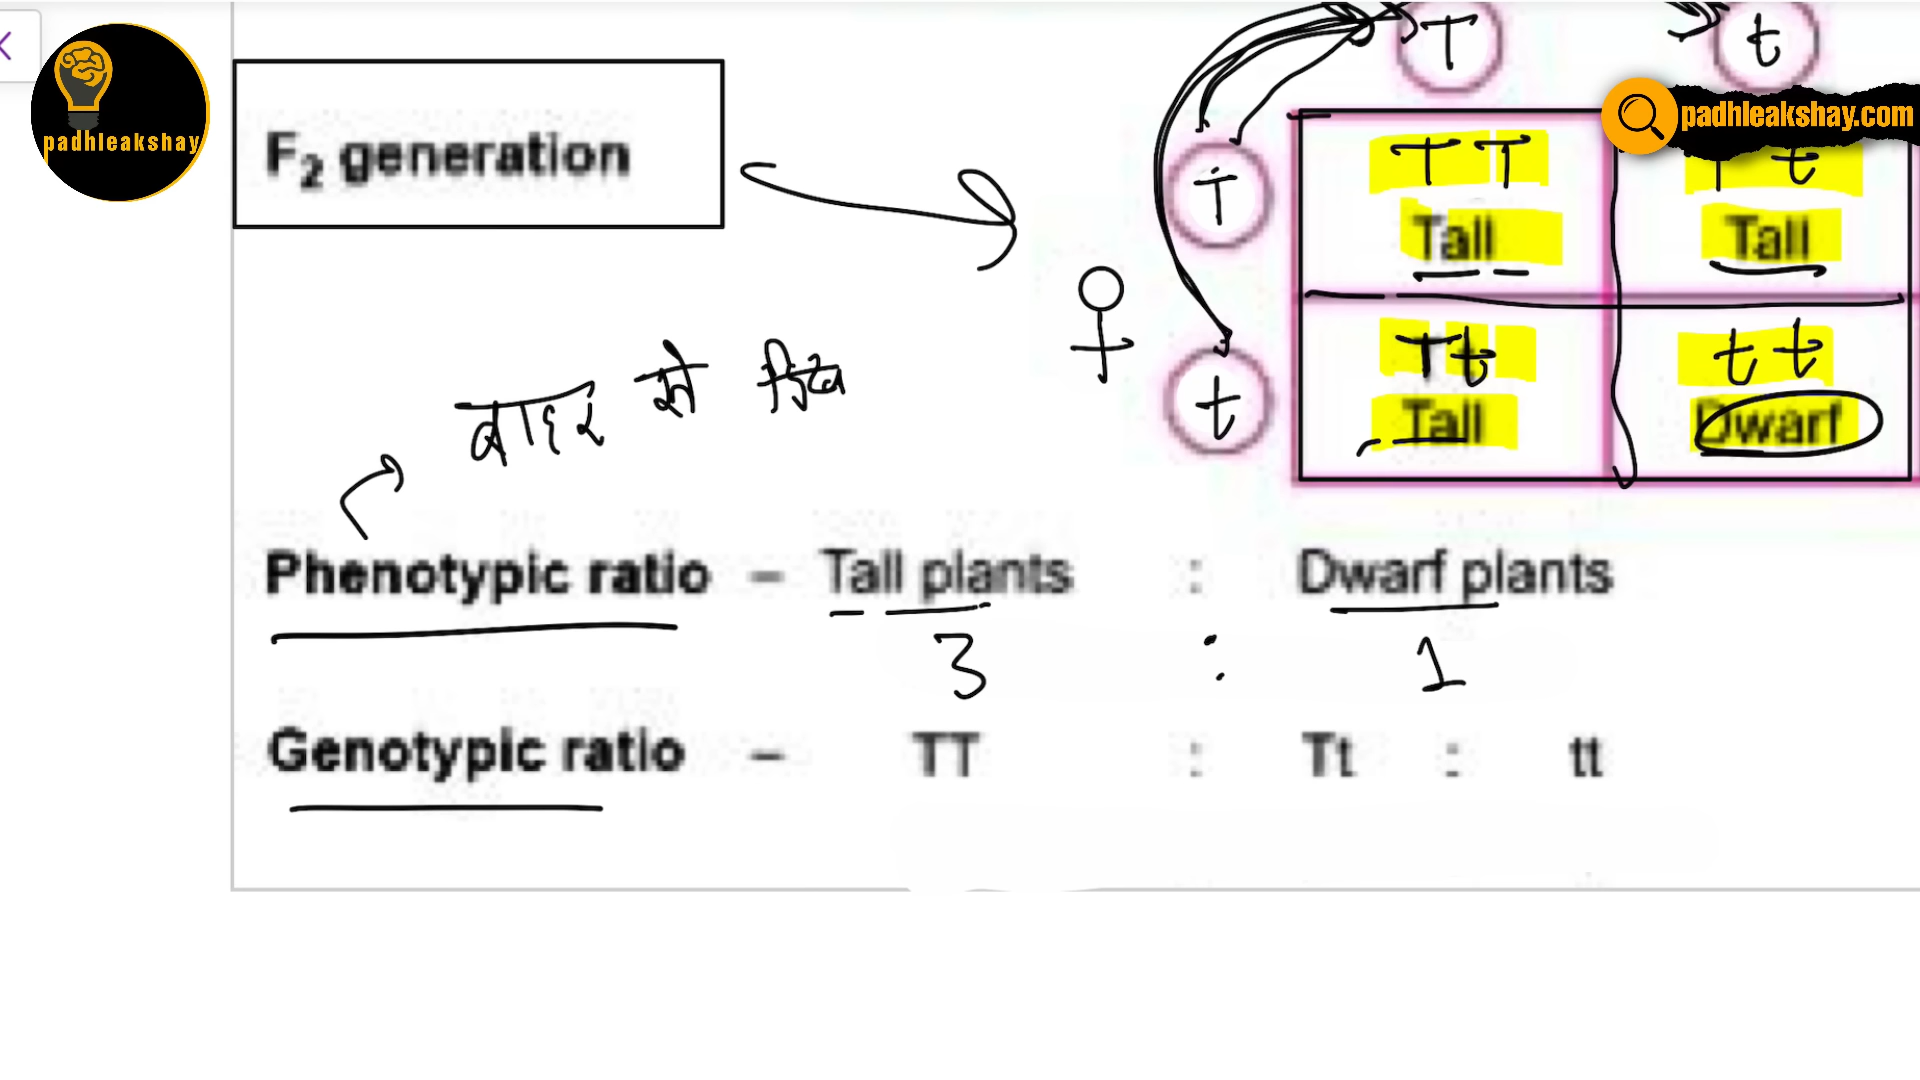 T t
padhleakshay
padhleakshay.com
F₂ generation
T
TT
Tall
Tt
Tall
बाहर से
t
Tt
Tall
tt
Dwarf
Phenotypic ratio – Tall plants : Dwarf plants
3 : 1
Genotypic ratio – TT : Tt : tt